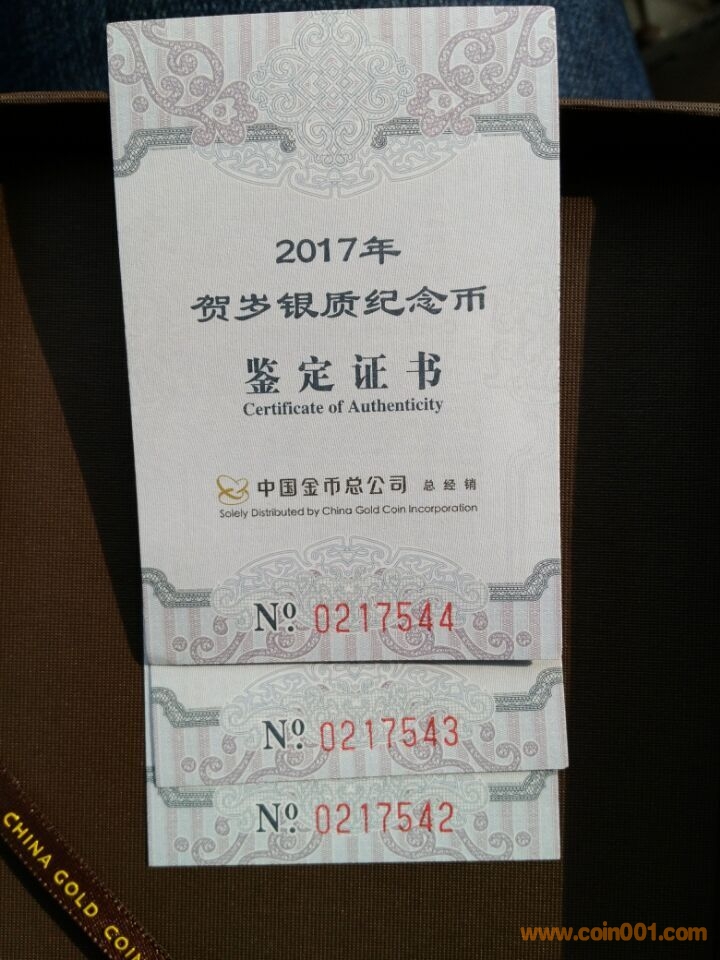 2017年
贺岁银质纪念币
鉴定证书
Certificate of Authenticity
中国金币总公司 总经销
Solely Distributed by China Gold Coin Incorporation
Nº 0217544
Nº 0217543
Nº 0217542
CHINA GOLD COIN
www.coin001.com